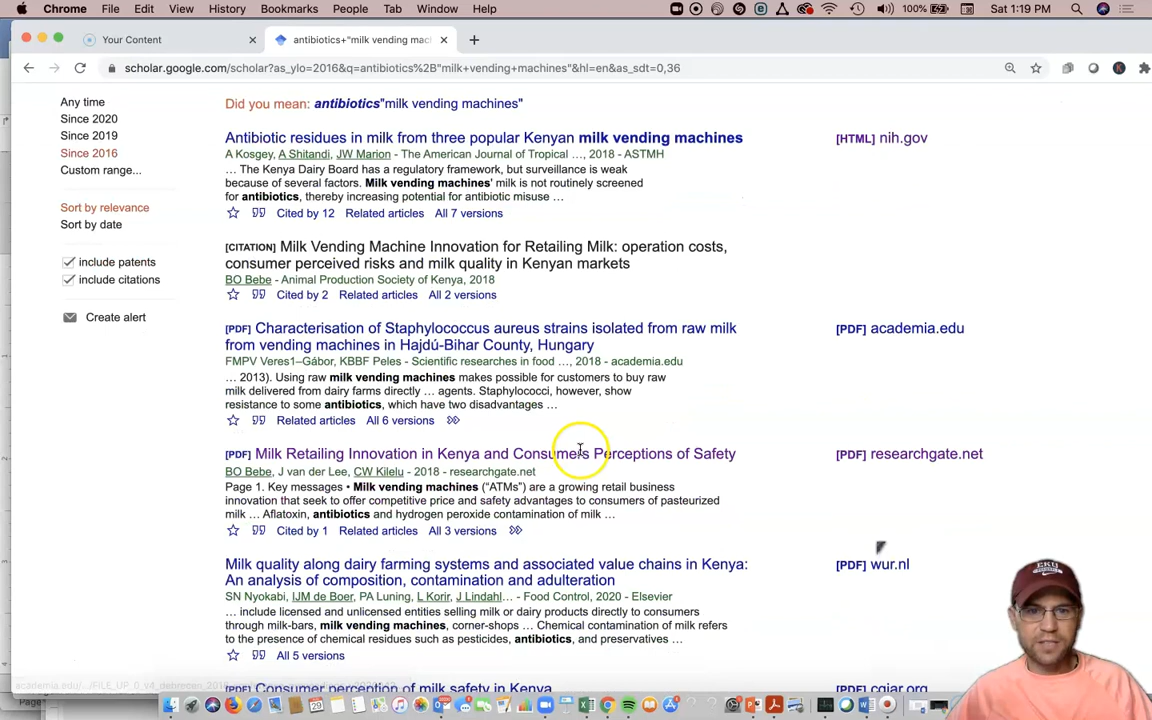 Chrome File Edit View History Bookmarks People Tab Window Help 100% Sat 1:19 PM
Your Content
antibiotics+"milk vending mac
scholar.google.com/scholar?as_ylo=2016&q=antibiotics%2B"milk+vending+machines"&hl=en&as_sdt=0,36
Any time
Since 2020
Since 2019
Since 2016
Custom range...
Sort by relevance
Sort by date
include patents
include citations
Create alert
Did you mean: antibiotics"milk vending machines"
Antibiotic residues in milk from three popular Kenyan milk vending machines
[HTML] nih.gov
A Kosgey, A Shitandi, JW Marion - The American Journal of Tropical …, 2018 - ASTMH
… The Kenya Dairy Board has a regulatory framework, but surveillance is weak
because of several factors. Milk vending machines' milk is not routinely screened
for antibiotics, thereby increasing potential for antibiotic misuse …
Cited by 12 Related articles All 7 versions
[CITATION] Milk Vending Machine Innovation for Retailing Milk: operation costs,
consumer perceived risks and milk quality in Kenyan markets
BO Bebe - Animal Production Society of Kenya, 2018
Cited by 2 Related articles All 2 versions
[PDF] Characterisation of Staphylococcus aureus strains isolated from raw milk
from vending machines in Hajdú-Bihar County, Hungary
[PDF] academia.edu
FMPV Veres1–Gábor, KBBF Peles - Scientific researches in food …, 2018 - academia.edu
… 2013). Using raw milk vending machines makes possible for customers to buy raw
milk delivered from dairy farms directly … agents. Staphylococci, however, show
resistance to some antibiotics, which have two disadvantages …
Related articles All 6 versions
[PDF] Milk Retailing Innovation in Kenya and Consumers Perceptions of Safety
[PDF] researchgate.net
BO Bebe, J van der Lee, CW Kilelu - 2018 - researchgate.net
Page 1. Key messages • Milk vending machines ("ATMs") are a growing retail business
innovation that seek to offer competitive price and safety advantages to consumers of pasteurized
milk … Aflatoxin, antibiotics and hydrogen peroxide contamination of milk …
Cited by 1 Related articles All 3 versions
Milk quality along dairy farming systems and associated value chains in Kenya:
An analysis of composition, contamination and adulteration
[PDF] wur.nl
SN Nyokabi, IJM de Boer, PA Luning, L Korir, J Lindahl… - Food Control, 2020 - Elsevier
… include licensed and unlicensed entities selling milk or dairy products directly to consumers
through milk-bars, milk vending machines, corner-shops … Chemical contamination of milk refers
to the presence of chemical residues such as pesticides, antibiotics, and preservatives …
All 5 versions
Consumer perception of milk safety in Kenya
[PDF] cgiar.org
EKU